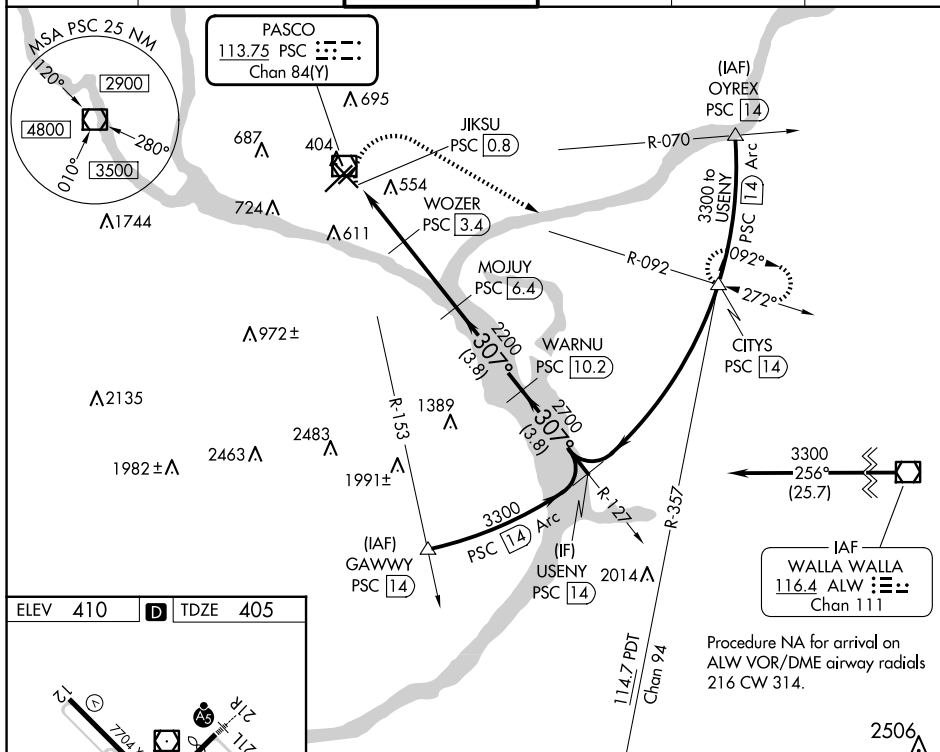 MSA PSC 25 NM
120°
2900
4800
280°
010°
3500
PASCO
113.75 PSC
Chan 84(Y)
695
687
404
JIKSU
PSC 0.8
554
724
WOZER
PSC 3.4
611
1744
(IAF)
OYREX
PSC 14
R-070
3300 to
USENY
PSC 14 Arc
092°
R-092
272°
CITYS
PSC 14
MOJUY
PSC 6.4
972±
2200
307°
(3.8)
WARNU
PSC 10.2
2135
R-153
1389
2700
307°
(3.8)
2463
2483
1982±
1991±
3300
256°
(25.7)
R-357
R-127
3300
PSC 14 Arc
(IAF)
GAWWY
PSC 14
(IF)
USENY
PSC 14
2014
IAF
WALLA WALLA
116.4 ALW
Chan 111
114.7 PDT
Chan 94
Procedure NA for arrival on
ALW VOR/DME airway radials
216 CW 314.
2506
ELEV 410
D
TDZE 405
12
V
7704 X
A5
21R
21L